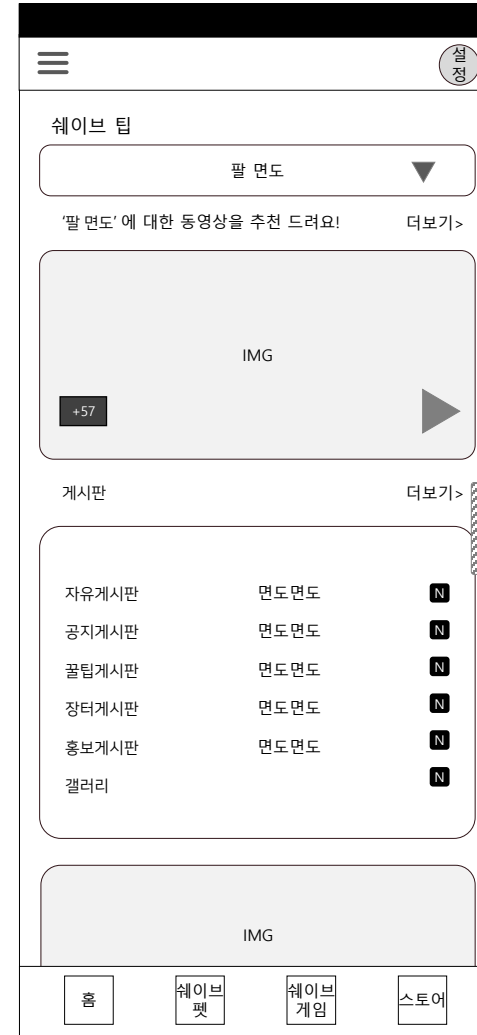 설
정
쉐이브 팁
팔 면도
‘팔 면도’ 에 대한 동영상을 추천 드려요! 더보기>
IMG
+57
게시판 더보기>
자유게시판 면도면도 N
공지게시판 면도면도 N
꿀팁게시판 면도면도 N
장터게시판 면도면도 N
홍보게시판 면도면도 N
갤러리 N
IMG
홈
쉐이브
펫
쉐이브
게임
스토어